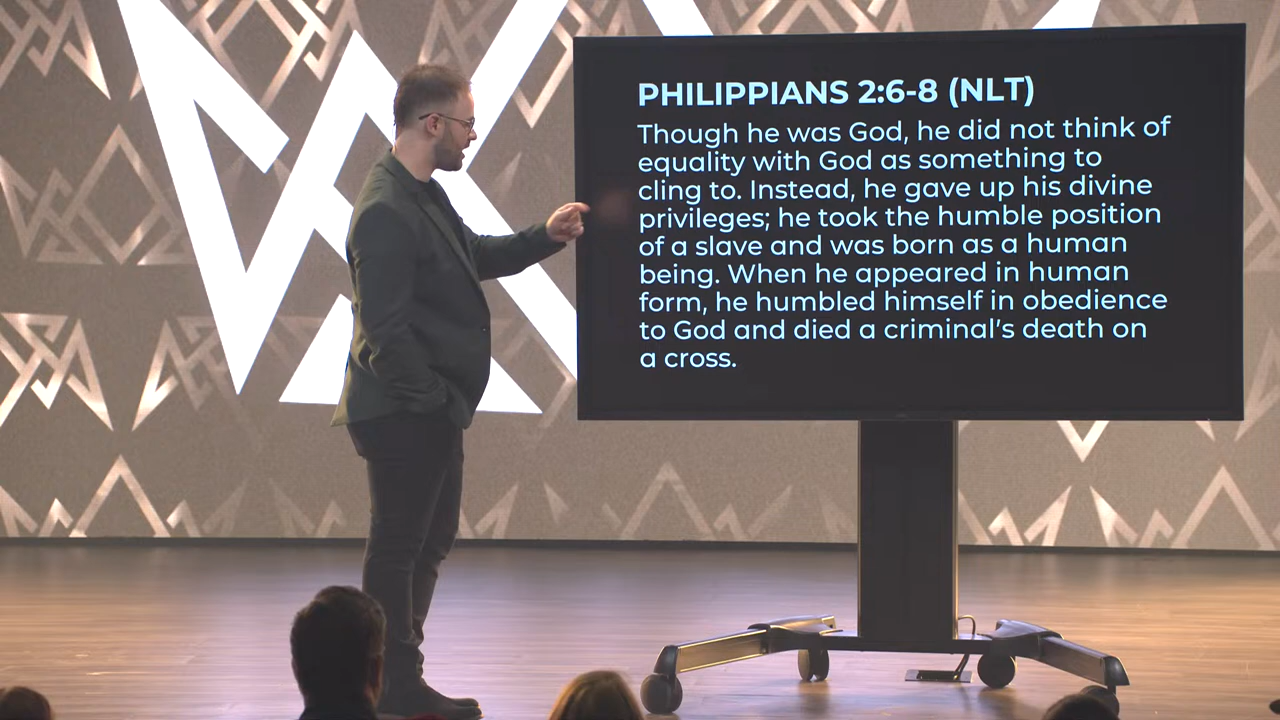 PHILIPPIANS 2:6-8 (NLT)
Though he was God, he did not think of
equality with God as something to
cling to. Instead, he gave up his divine
privileges; he took the humble position
of a slave and was born as a human
being. When he appeared in human
form, he humbled himself in obedience
to God and died a criminal's death on
a cross.